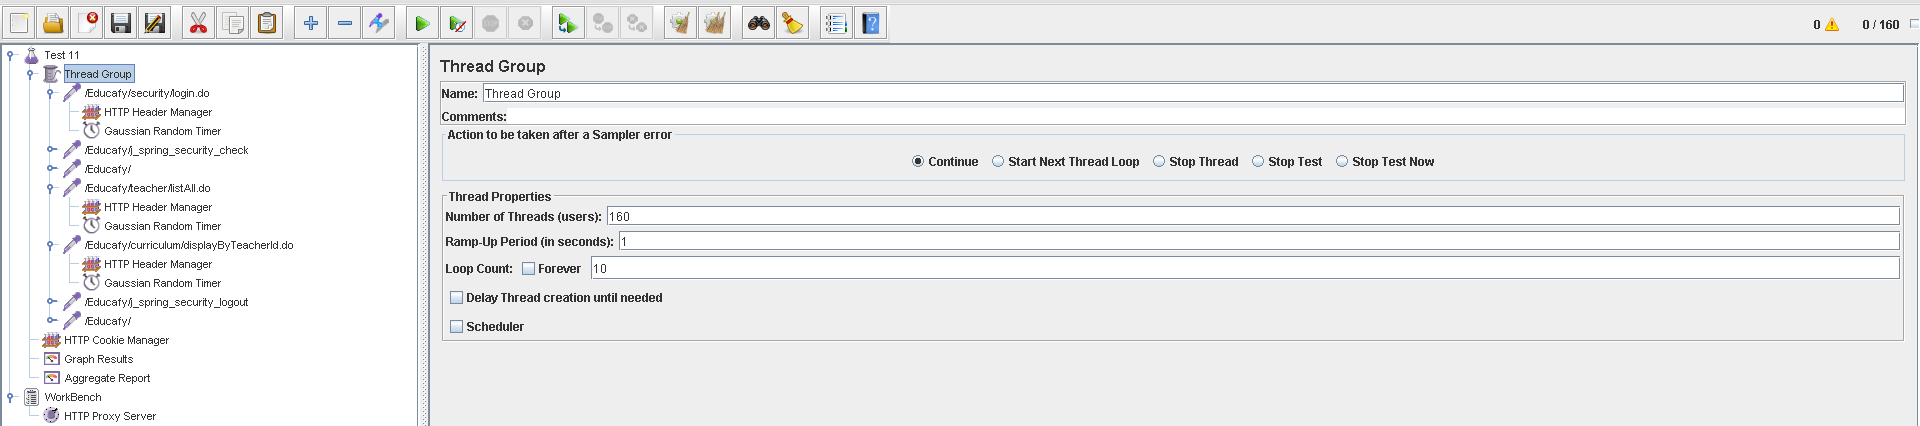 0 0 / 160
Test 11
Thread Group
/Educafy/security/login.do
HTTP Header Manager
Gaussian Random Timer
/Educafy/j_spring_security_check
/Educafy/
/Educafy/teacher/listAll.do
HTTP Header Manager
Gaussian Random Timer
/Educafy/curriculum/displayByTeacherId.do
HTTP Header Manager
Gaussian Random Timer
/Educafy/j_spring_security_logout
/Educafy/
HTTP Cookie Manager
Graph Results
Aggregate Report
WorkBench
HTTP Proxy Server
Thread Group
Name: Thread Group
Comments:
Action to be taken after a Sampler error
Continue Start Next Thread Loop Stop Thread Stop Test Stop Test Now
Thread Properties
Number of Threads (users): 160
Ramp-Up Period (in seconds): 1
Loop Count: Forever 10
Delay Thread creation until needed
Scheduler